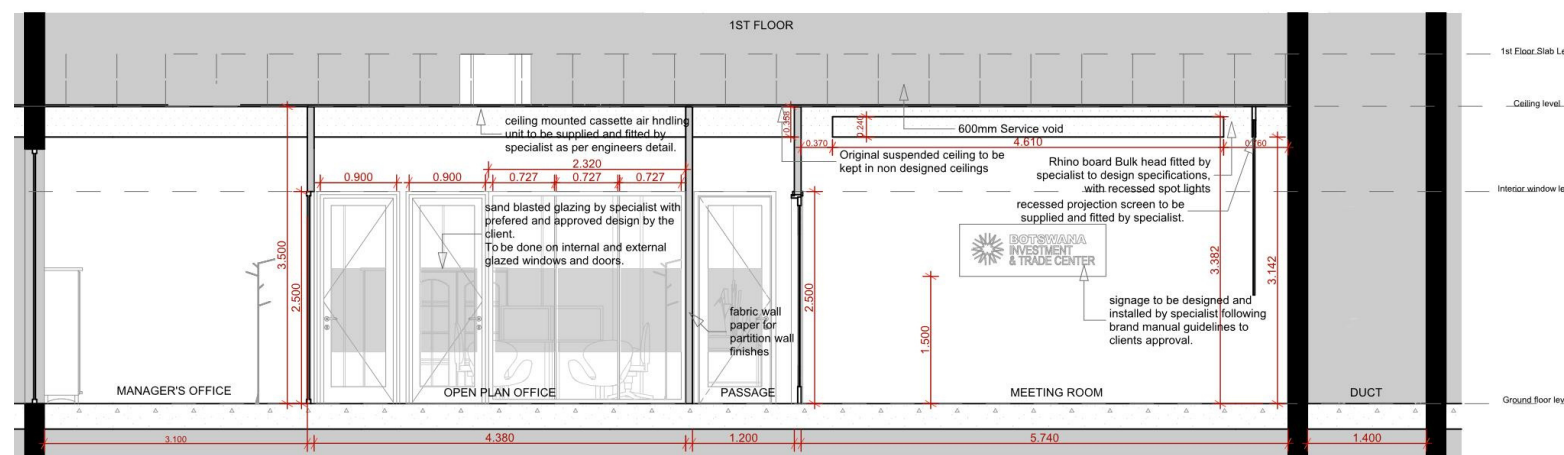 1ST FLOOR
1st Floor Slab Le
Ceiling level
ceiling mounted cassette air hndling
unit to be supplied and fitted by
specialist as per engineers detail.
0.358
0.240
600mm Service void
0.370
4.610
0.760
Original suspended ceiling to be
kept in non designed ceilings
Rhino board Bulk head fitted by
specialist to design specifications,
with recessed spot lights
recessed projection screen to be
supplied and fitted by specialist.
Interior window le
2.320
0.900
0.900
0.727
0.727
0.727
sand blasted glazing by specialist with
prefered and approved design by the
client.
To be done on internal and external
glazed windows and doors.
3.500
2.500
2.500
BOTSWANA
INVESTMENT
& TRADE CENTER
3.382
3.142
1.500
signage to be designed and
installed by specialist following
brand manual guidelines to
clients approval.
fabric wall
paper for
partition wall
finishes
MANAGER'S OFFICE
OPEN PLAN OFFICE
PASSAGE
MEETING ROOM
DUCT
Ground floor lev
3.100
4.380
1.200
5.740
1.400